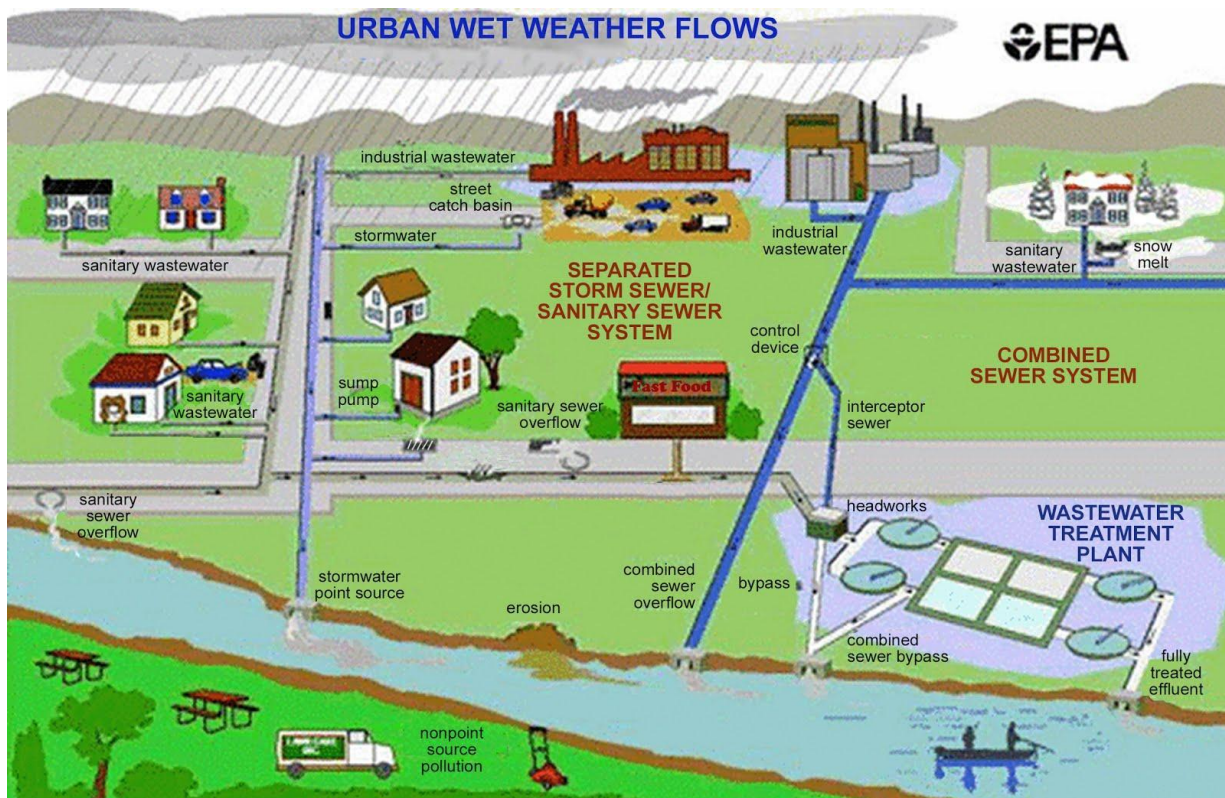 URBAN WET WEATHER FLOWS
EPA
industrial wastewater
street
catch basin
stormwater
sanitary wastewater
industrial
wastewater
sanitary
wastewater
snow
melt
SEPARATED
STORM SEWER/
SANITARY SEWER
SYSTEM
control
device
COMBINED
SEWER SYSTEM
sump
pump
sanitary
wastewater
sanitary sewer
overflow
Fast Food
interceptor
sewer
sanitary
sewer
overflow
headworks
WASTEWATER
TREATMENT
PLANT
stormwater
point source
erosion
combined
sewer
overflow
bypass
combined
sewer bypass
fully
treated
effluent
nonpoint
source
pollution